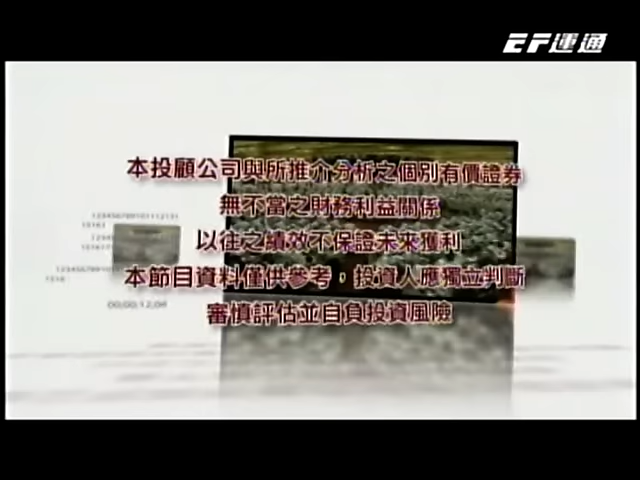 EF運通
本投顧公司與所推介分析之個別有價證券
無不當之財務利益關係
以往之績效不保證未來獲利
本節目資料僅供參考，投資人應獨立判斷
審慎評估並自負投資風險
12345678910111213